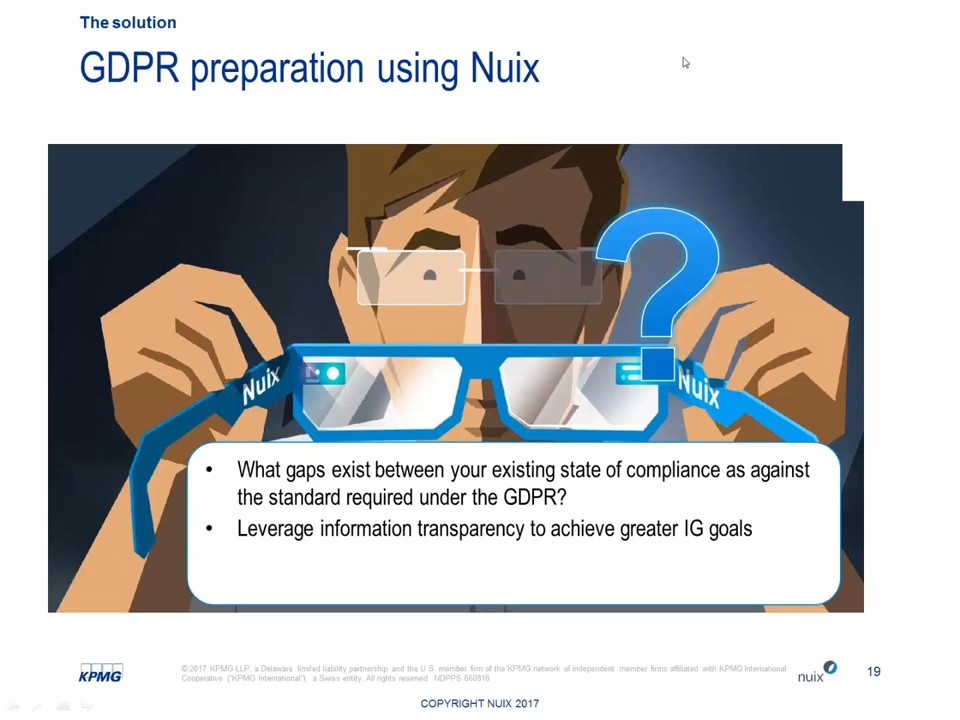 The solution
GDPR preparation using Nuix
Nuix
Nuix
?
• What gaps exist between your existing state of compliance as against
the standard required under the GDPR?
• Leverage information transparency to achieve greater IG goals
KPMG
© 2017 KPMG LLP, a Delaware limited liability partnership and the U.S. member firm of the KPMG network of independent member firms affiliated with KPMG International
Cooperative ("KPMG International"), a Swiss entity. All rights reserved. NDPPS 660810
nuix
19
COPYRIGHT NUIX 2017